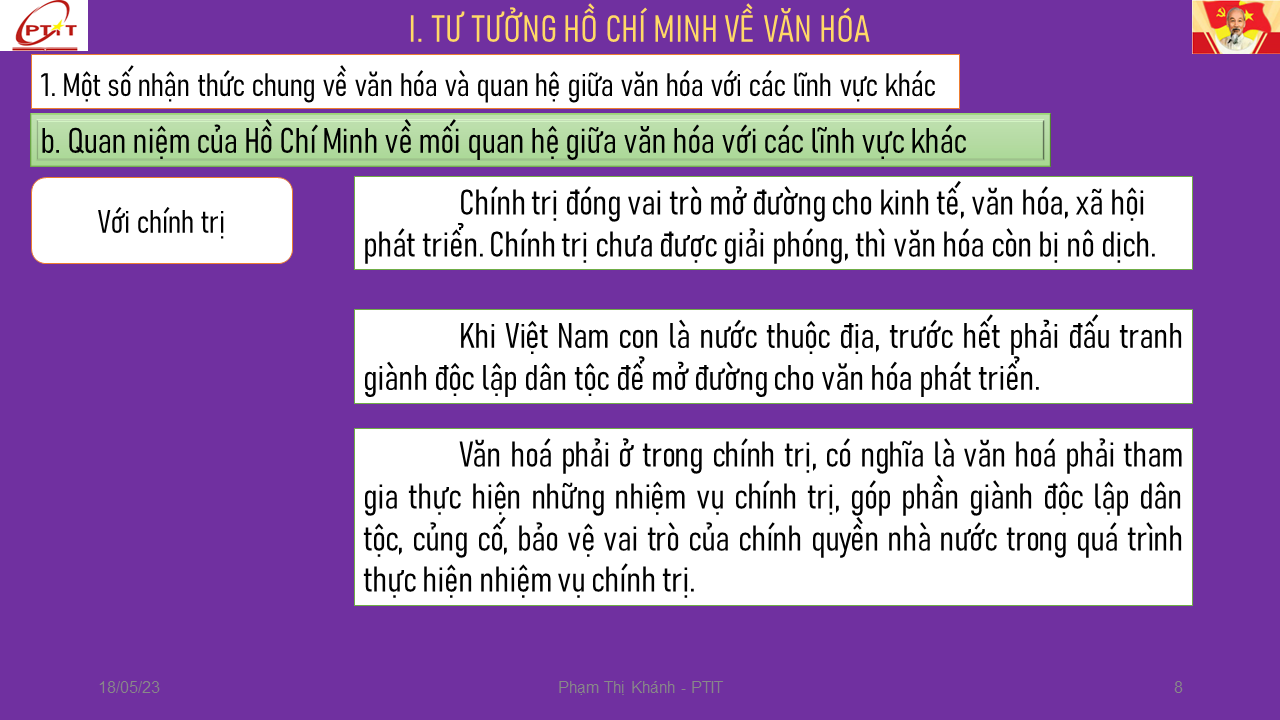 PTIT
I. TƯ TƯỞNG HỒ CHÍ MINH VỀ VĂN HÓA
1. Một số nhận thức chung về văn hóa và quan hệ giữa văn hóa với các lĩnh vực khác
b. Quan niệm của Hồ Chí Minh về mối quan hệ giữa văn hóa với các lĩnh vực khác
Với chính trị
Chính trị đóng vai trò mở đường cho kinh tế, văn hóa, xã hội
phát triển. Chính trị chưa được giải phóng, thì văn hóa còn bị nô dịch.
Khi Việt Nam con là nước thuộc địa, trước hết phải đấu tranh
giành độc lập dân tộc để mở đường cho văn hóa phát triển.
Văn hoá phải ở trong chính trị, có nghĩa là văn hoá phải tham
gia thực hiện những nhiệm vụ chính trị, góp phần giành độc lập dân
tộc, củng cố, bảo vệ vai trò của chính quyền nhà nước trong quá trình
thực hiện nhiệm vụ chính trị.
18/05/23
Phạm Thị Khánh - PTIT
8